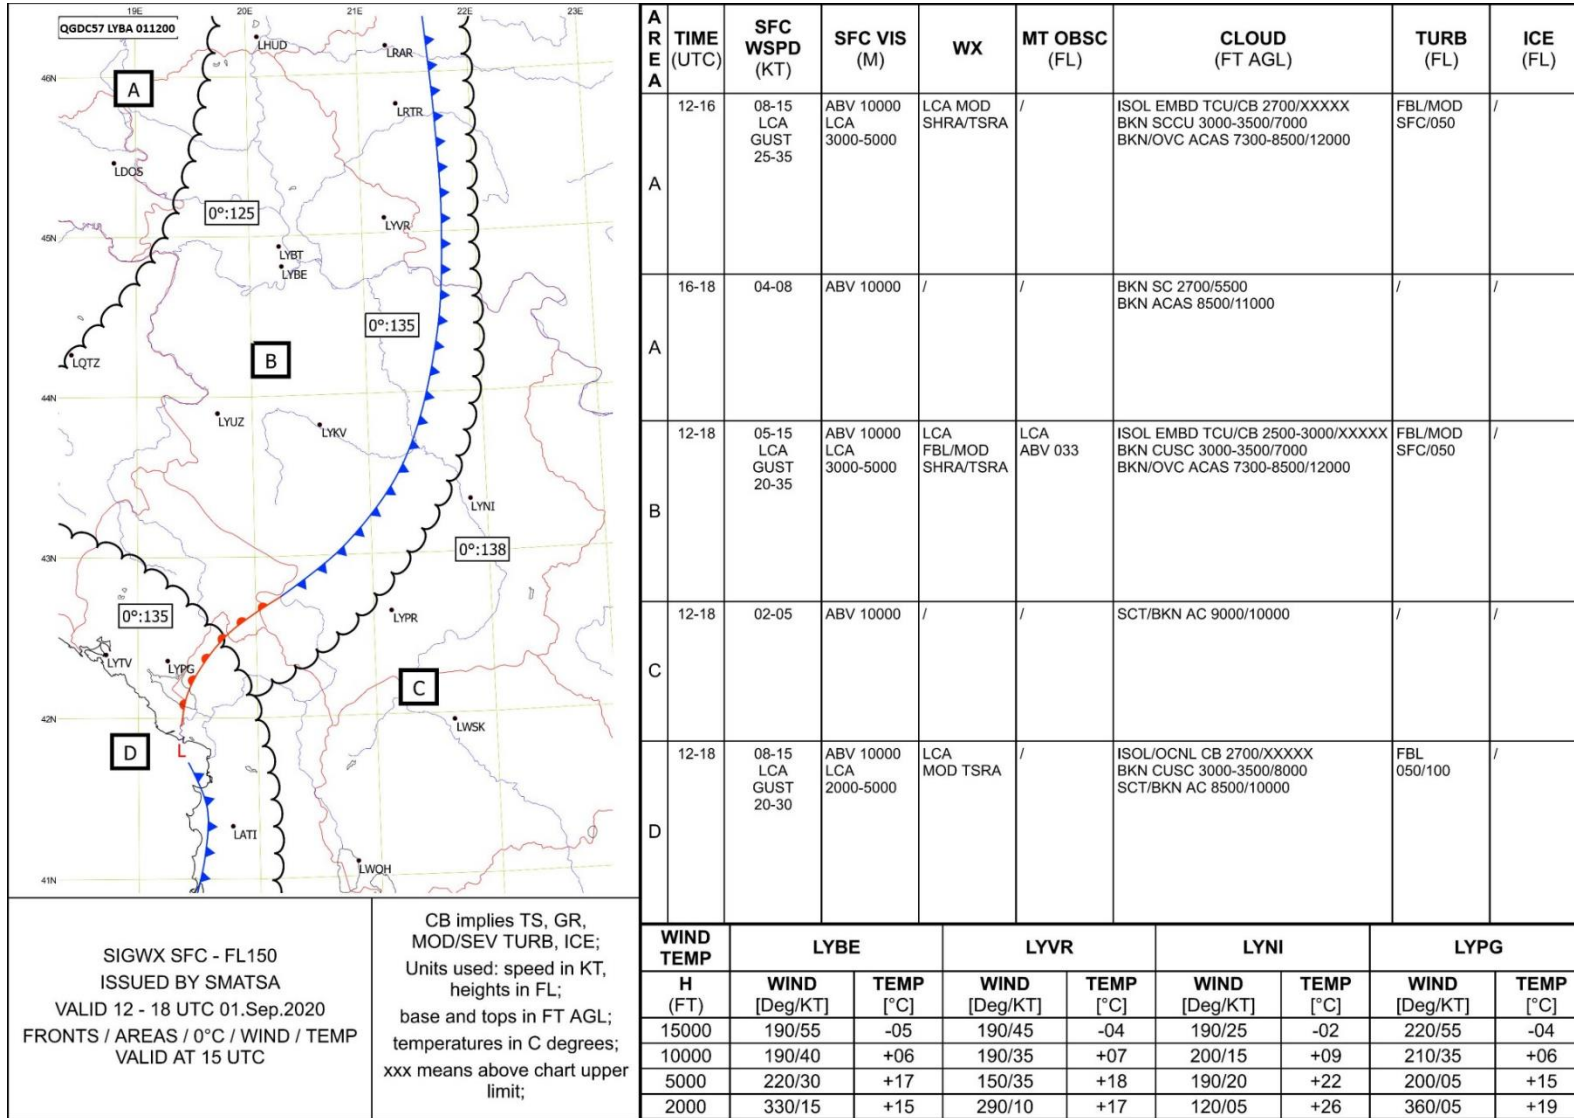 QGDC57 LYBA 011200
19E
20E
21E
22E
23E
46N
45N
44N
43N
42N
41N
LHUD
LRAR
A
LRTR
LDOS
0°:125
LYVR
LYBT
LYBE
0°:135
B
LQTZ
LYUZ
LYKV
LYNI
0°:138
0°:135
LYPR
LYTV
LYPG
C
LWSK
D
L
LATI
LWOH
SIGWX SFC - FL150
ISSUED BY SMATSA
VALID 12 - 18 UTC 01.Sep.2020
FRONTS / AREAS / 0°C / WIND / TEMP
VALID AT 15 UTC
CB implies TS, GR,
MOD/SEV TURB, ICE;
Units used: speed in KT,
heights in FL;
base and tops in FT AGL;
temperatures in C degrees;
xxx means above chart upper
limit;
A
R
E
A
TIME
(UTC)
SFC
WSPD
(KT)
SFC VIS
(M)
WX
MT OBSC
(FL)
CLOUD
(FT AGL)
TURB
(FL)
ICE
(FL)
A
12-16
08-15
LCA
GUST
25-35
ABV 10000
LCA
3000-5000
LCA MOD
SHRA/TSRA
/
ISOL EMBD TCU/CB 2700/XXXXX
BKN SCCU 3000-3500/7000
BKN/OVC ACAS 7300-8500/12000
FBL/MOD
SFC/050
/
A
16-18
04-08
ABV 10000
/
/
BKN SC 2700/5500
BKN ACAS 8500/11000
/
/
B
12-18
05-15
LCA
GUST
20-35
ABV 10000
LCA
3000-5000
LCA
FBL/MOD
SHRA/TSRA
LCA
ABV 033
ISOL EMBD TCU/CB 2500-3000/XXXXX
BKN CUSC 3000-3500/7000
BKN/OVC ACAS 7300-8500/12000
FBL/MOD
SFC/050
/
C
12-18
02-05
ABV 10000
/
/
SCT/BKN AC 9000/10000
/
/
D
12-18
08-15
LCA
GUST
20-30
ABV 10000
LCA
2000-5000
LCA
MOD TSRA
/
ISOL/OCNL CB 2700/XXXXX
BKN CUSC 3000-3500/8000
SCT/BKN AC 8500/10000
FBL
050/100
/
WIND
TEMP
LYBE
LYVR
LYNI
LYPG
H
(FT)
WIND
[Deg/KT]
TEMP
[°C]
WIND
[Deg/KT]
TEMP
[°C]
WIND
[Deg/KT]
TEMP
[°C]
WIND
[Deg/KT]
TEMP
[°C]
15000 190/55 -05 190/45 -04 190/25 -02 220/55 -04
10000 190/40 +06 190/35 +07 200/15 +09 210/35 +06
5000 220/30 +17 150/35 +18 190/20 +22 200/05 +15
2000 330/15 +15 290/10 +17 120/05 +26 360/05 +19